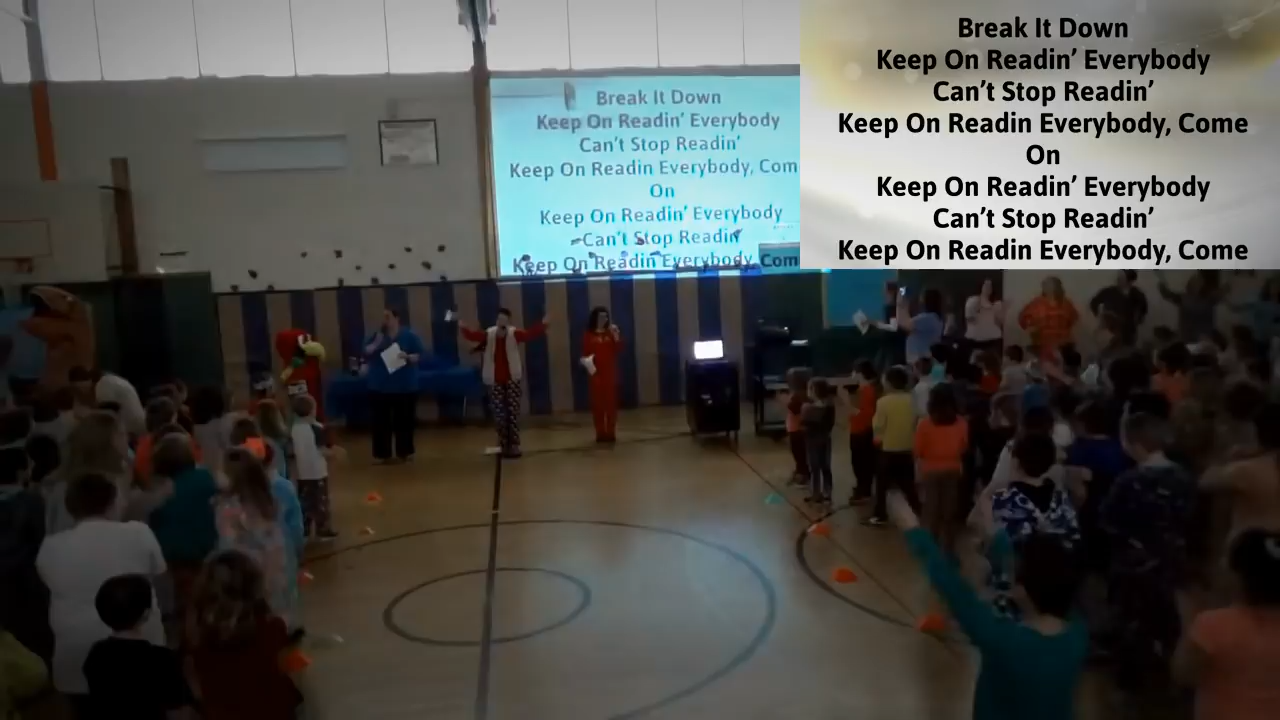 Break It Down
Keep On Readin' Everybody
Can't Stop Readin'
Keep On Readin Everybody, Com
On
Keep On Readin' Everybody
Can't Stop Readin'
Keep On Readin Everybody, Com
Break It Down
Keep On Readin’ Everybody
Can’t Stop Readin’
Keep On Readin Everybody, Come
On
Keep On Readin’ Everybody
Can’t Stop Readin’
Keep On Readin Everybody, Come